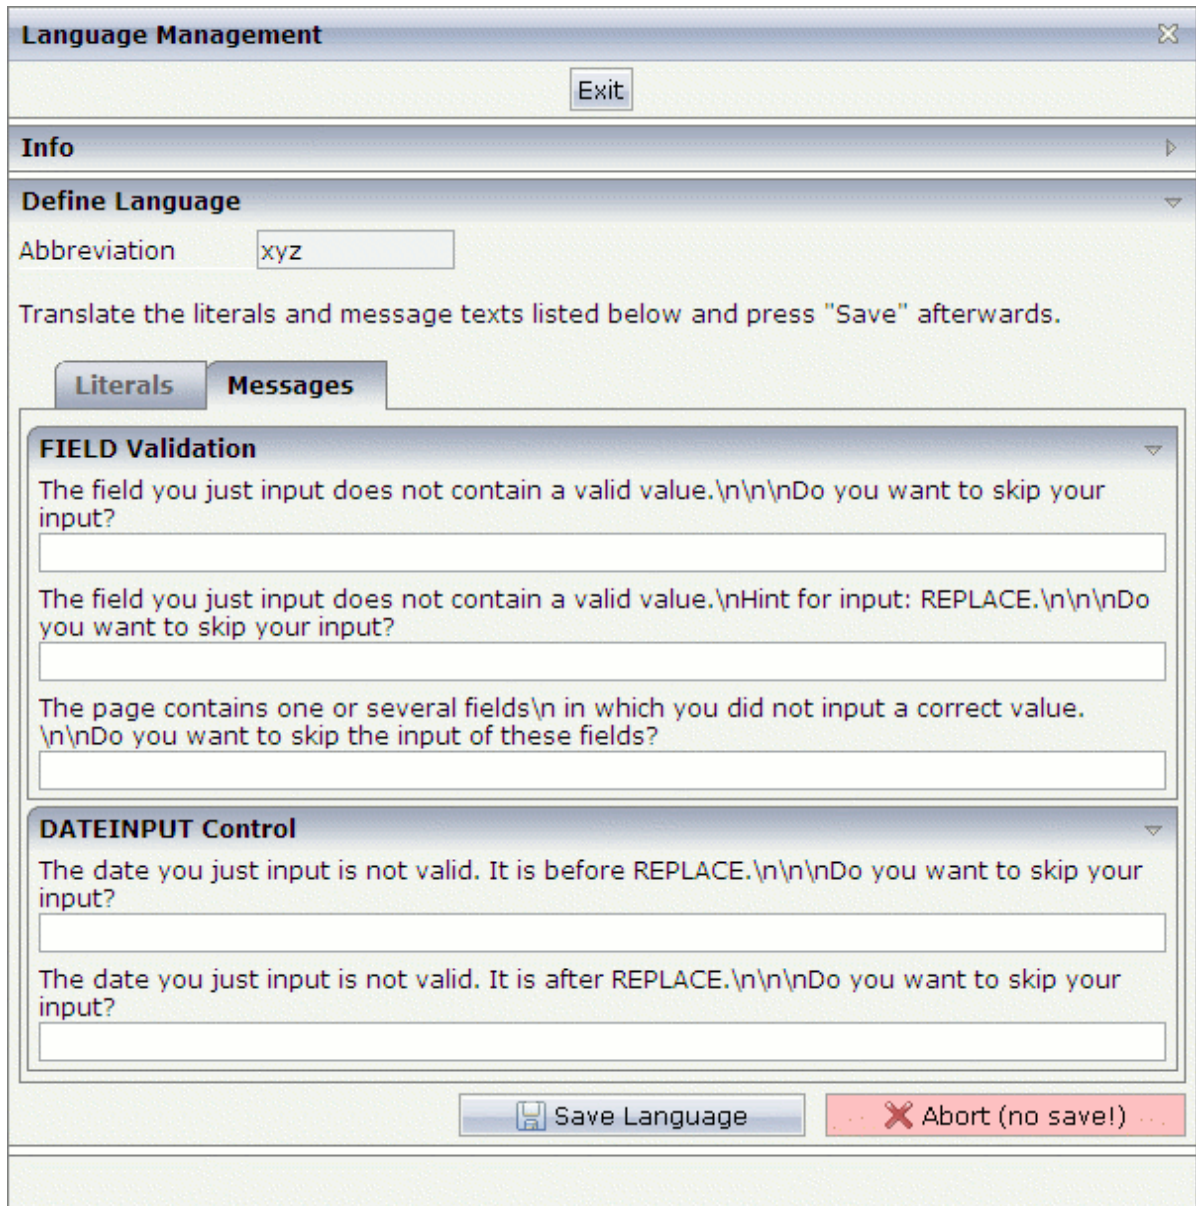 Language Management
Exit
Info
Define Language
Abbreviation xyz
Translate the literals and message texts listed below and press "Save" afterwards.
Literals Messages
FIELD Validation
The field you just input does not contain a valid value.\n\n\nDo you want to skip your
input?
The field you just input does not contain a valid value.\nHint for input: REPLACE.\n\n\nDo
you want to skip your input?
The page contains one or several fields\n in which you did not input a correct value.
\n\nDo you want to skip the input of these fields?
DATEINPUT Control
The date you just input is not valid. It is before REPLACE.\n\n\nDo you want to skip your
input?
The date you just input is not valid. It is after REPLACE.\n\n\nDo you want to skip your
input?
Save Language Abort (no save!)